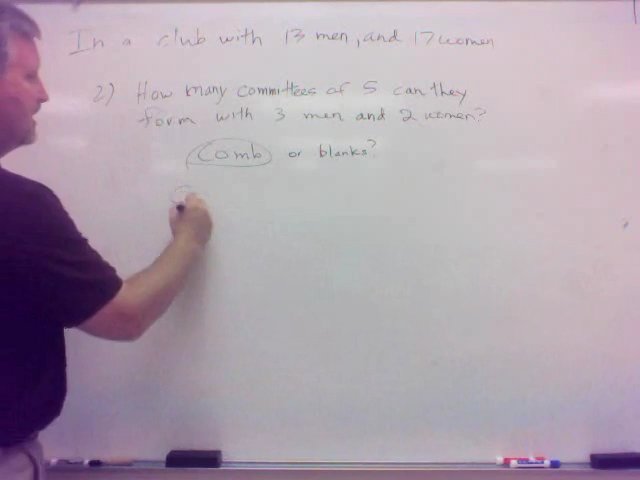 In a club with 13 men, and 17 women
2) How many committees of 5 can they
form with 3 men and 2 women?
Comb or blanks?